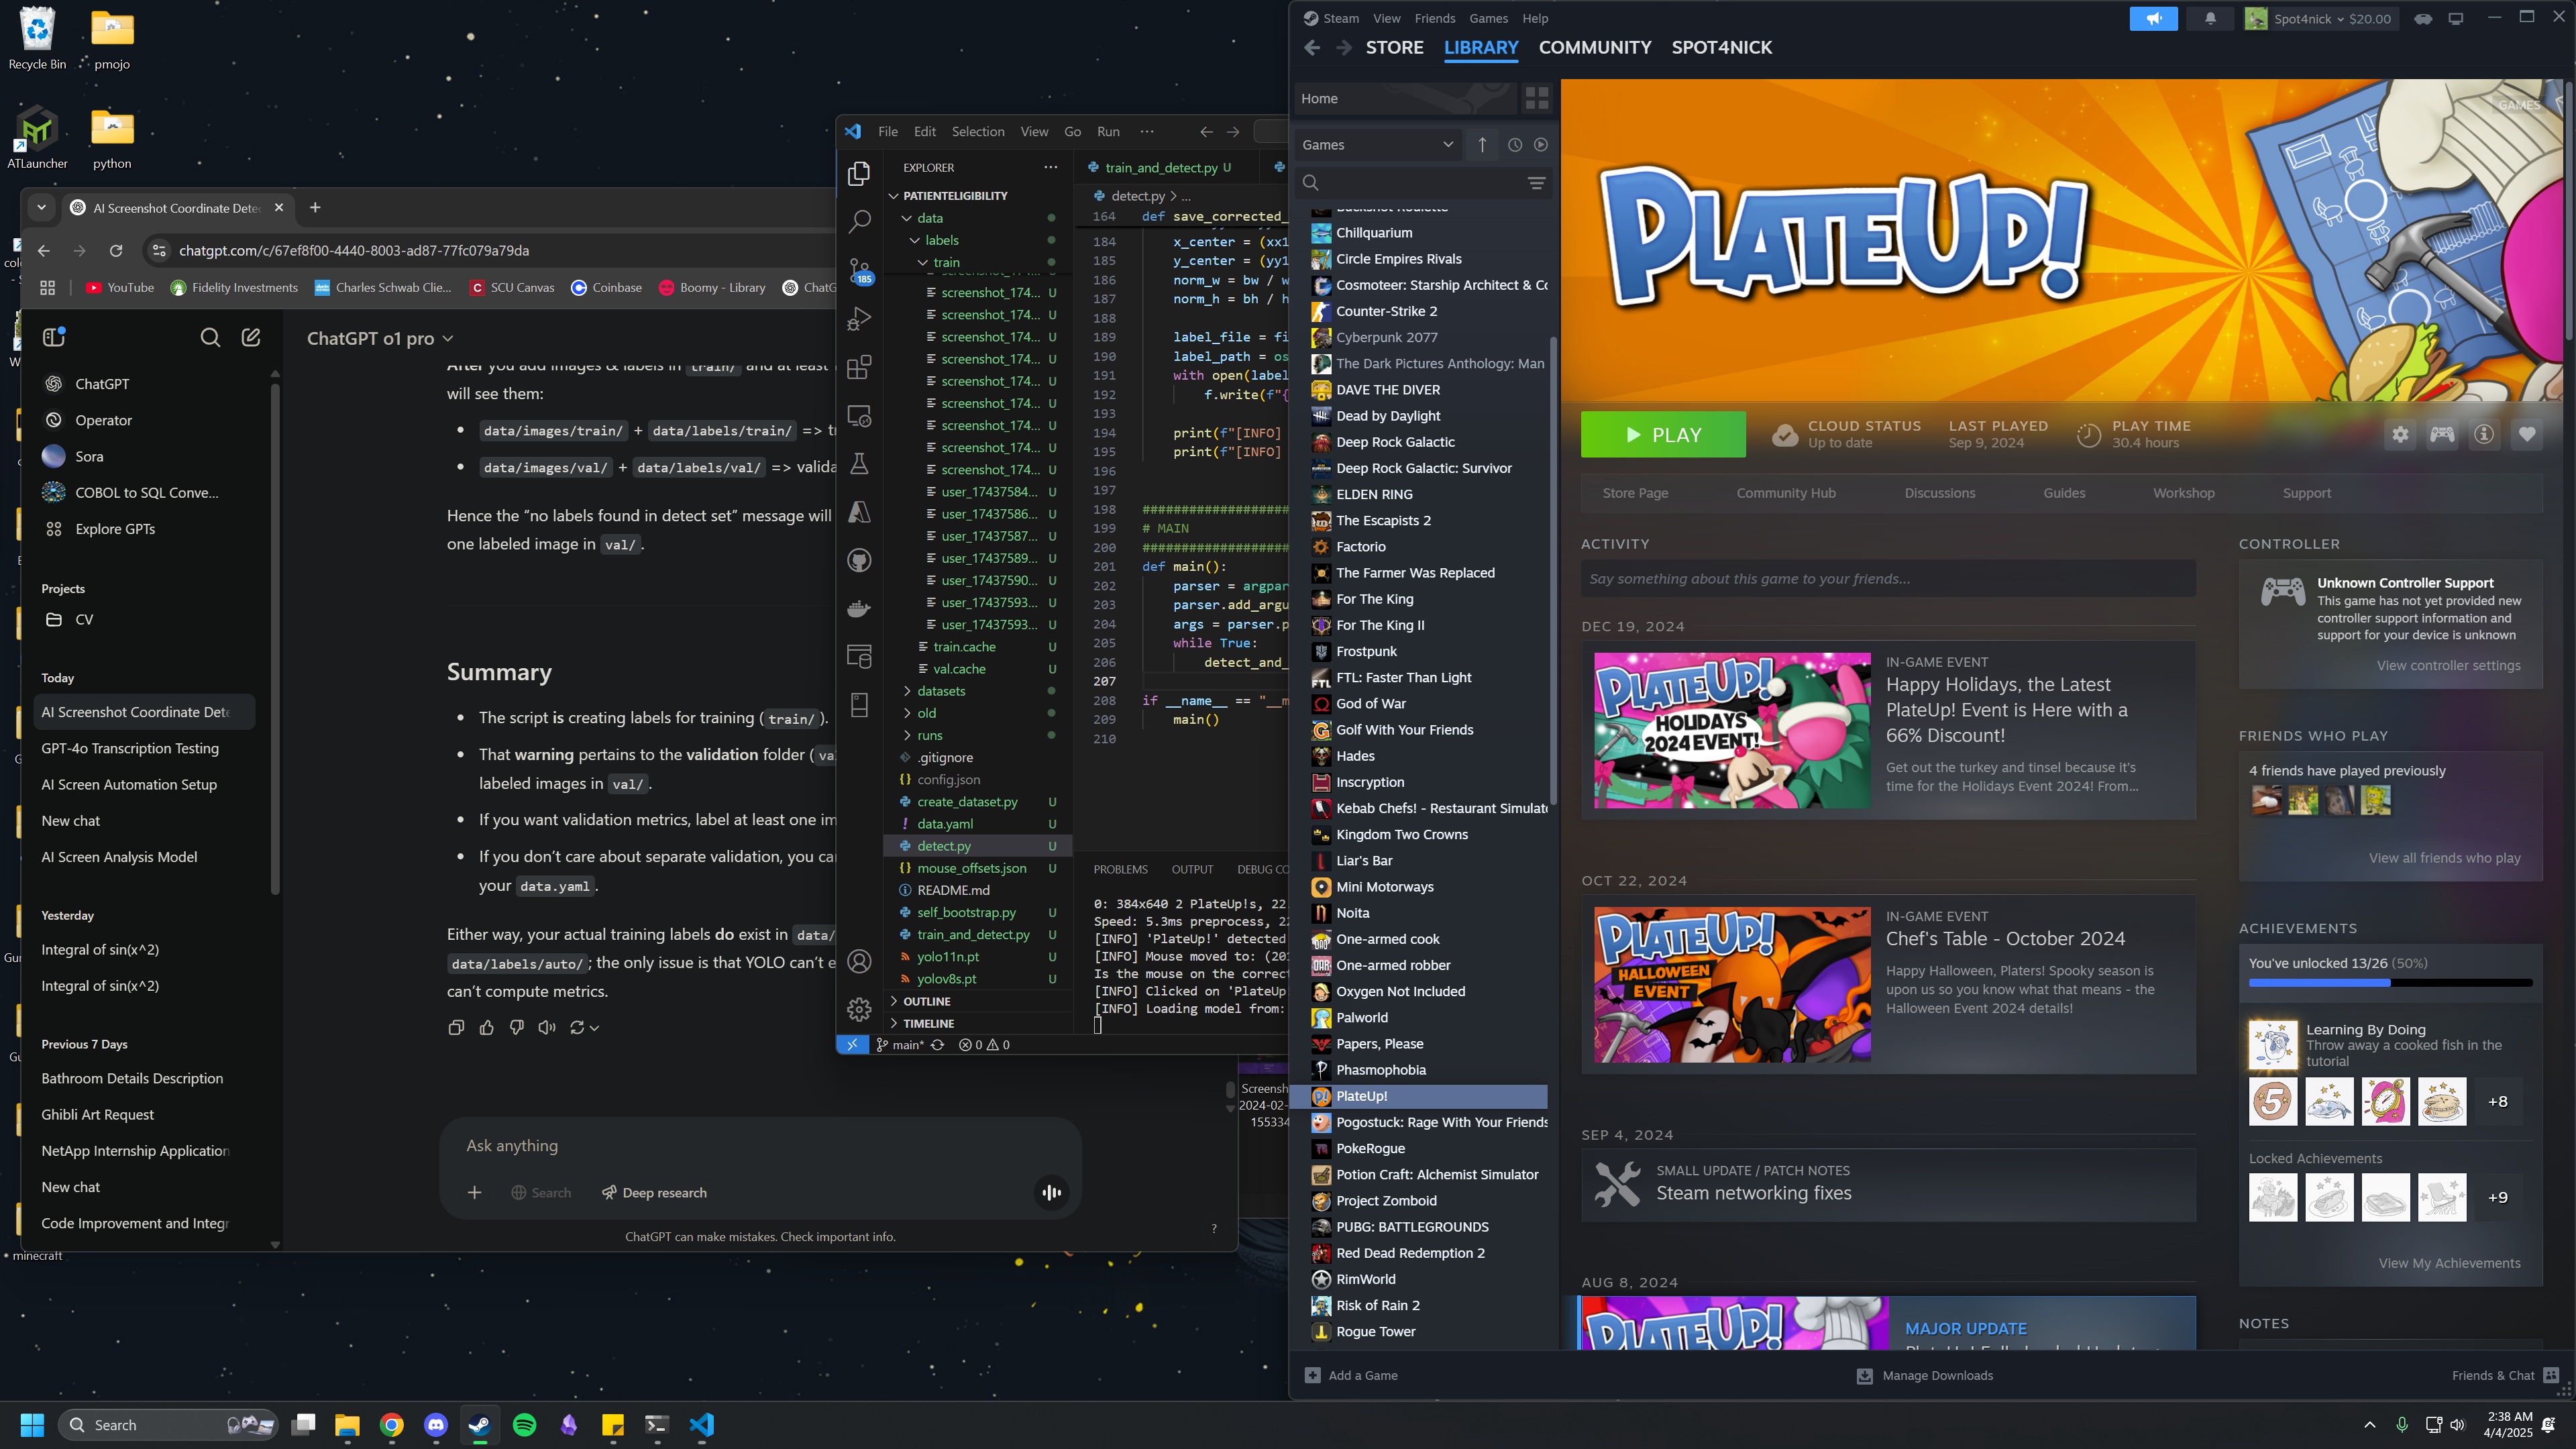 Recycle Bin
pmojo
ATLauncher
python
AI Screenshot Coordinate Dete
chatgpt.com/c/67ef8f00-4440-8003-ad87-77fc079a79da
YouTube
Fidelity Investments
Charles Schwab Clie...
SCU Canvas
Coinbase
Boomy - Library
ChatG
ChatGPT
Operator
Sora
COBOL to SQL Conve...
Explore GPTs
Projects
CV
Today
AI Screenshot Coordinate Dete
GPT-4o Transcription Testing
AI Screen Automation Setup
New chat
AI Screen Analysis Model
Yesterday
Integral of sin(x^2)
Integral of sin(x^2)
Previous 7 Days
Bathroom Details Description
Ghibli Art Request
NetApp Internship Application
New chat
Code Improvement and Integr
minecraft
ChatGPT o1 pro
After you add images & labels in train/ and at least
will see them:
data/images/train/ + data/labels/train/ => tr
data/images/val/ + data/labels/val/ => valida
Hence the “no labels found in detect set” message will
one labeled image in val/.
Summary
The script is creating labels for training (train/).
That warning pertains to the validation folder (va
labeled images in val/.
If you want validation metrics, label at least one im
If you don’t care about separate validation, you ca
your data.yaml.
Either way, your actual training labels do exist in data/
data/labels/auto/; the only issue is that YOLO can’t e
can’t compute metrics.
Ask anything
Search
Deep research
ChatGPT can make mistakes. Check important info.
?
File Edit Selection View Go Run ...
EXPLORER
PATIENTELIGIBILITY
data
labels
train
185
screenshot_174... U
screenshot_174... U
screenshot_174... U
screenshot_174... U
screenshot_174... U
screenshot_174... U
screenshot_174... U
screenshot_174... U
screenshot_174... U
user_17437584... U
user_17437586... U
user_17437587... U
user_17437589... U
user_17437590... U
user_17437593... U
user_17437593... U
train.cache U
val.cache U
datasets
old
runs
.gitignore
config.json
create_dataset.py U
data.yaml U
detect.py U
mouse_offsets.json U
README.md
self_bootstrap.py U
train_and_detect.py U
yolo11n.pt U
yolov8s.pt U
OUTLINE
TIMELINE
main* 0 0
train_and_detect.py U
detect.py > ...
164 def save_corrected_
184 x_center = (xx1
185 y_center = (yy1
186 norm_w = bw / w
187 norm_h = bh / h
188
189 label_file = fi
190 label_path = os
191 with open(label
192 f.write(f"{
193
194 print(f"[INFO]
195 print(f"[INFO]
196
197
198 ###################
199 # MAIN
200 ###################
201 def main():
202 parser = argpar
203 parser.add_argu
204 args = parser.p
205 while True:
206 detect_and_
207
208 if __name__ == "__m
209 main()
210
PROBLEMS OUTPUT DEBUG CO
0: 384x640 2 PlateUp!s, 22.
Speed: 5.3ms preprocess, 22
[INFO] 'PlateUp!' detected
[INFO] Mouse moved to: (201
Is the mouse on the correct
[INFO] Clicked on 'PlateUp
[INFO] Loading model from:
Screensh
2024-02-
155334
Steam View Friends Games Help
Spot4nick $20.00
STORE LIBRARY COMMUNITY SPOT4NICK
Home
Games
Backshot Roulette
Chillquarium
Circle Empires Rivals
Cosmoteer: Starship Architect & Co
Counter-Strike 2
Cyberpunk 2077
The Dark Pictures Anthology: Man
DAVE THE DIVER
Dead by Daylight
Deep Rock Galactic
Deep Rock Galactic: Survivor
ELDEN RING
The Escapists 2
Factorio
The Farmer Was Replaced
For The King
For The King II
Frostpunk
FTL: Faster Than Light
God of War
Golf With Your Friends
Hades
Inscryption
Kebab Chefs! - Restaurant Simulato
Kingdom Two Crowns
Liar's Bar
Mini Motorways
Noita
One-armed cook
One-armed robber
Oxygen Not Included
Palworld
Papers, Please
Phasmophobia
PlateUp!
Pogostuck: Rage With Your Friends
PokeRogue
Potion Craft: Alchemist Simulator
Project Zomboid
PUBG: BATTLEGROUNDS
Red Dead Redemption 2
RimWorld
Risk of Rain 2
Rogue Tower
Add a Game
GAMES
PLATEUP!
PLAY
CLOUD STATUS
Up to date
LAST PLAYED
Sep 9, 2024
PLAY TIME
30.4 hours
Store Page Community Hub Discussions Guides Workshop Support
ACTIVITY
Say something about this game to your friends...
DEC 19, 2024
PLATEUP!
HOLIDAYS
2024 EVENT!
IN-GAME EVENT
Happy Holidays, the Latest
PlateUp! Event is Here with a
66% Discount!
Get out the turkey and tinsel because it's
time for the Holidays Event 2024! From...
OCT 22, 2024
PLATEUP!
HALLOWEEN
EVENT
IN-GAME EVENT
Chef's Table - October 2024
Happy Halloween, Platers! Spooky season is
upon us so you know what that means - the
Halloween Event 2024 details!
SEP 4, 2024
SMALL UPDATE / PATCH NOTES
Steam networking fixes
AUG 8, 2024
PLATEUP!
MAJOR UPDATE
CONTROLLER
Unknown Controller Support
This game has not yet provided new
controller support information and
support for your device is unknown
View controller settings
FRIENDS WHO PLAY
4 friends have played previously
View all friends who play
ACHIEVEMENTS
You've unlocked 13/26 (50%)
Learning By Doing
Throw away a cooked fish in the
tutorial
5
+8
Locked Achievements
+9
View My Achievements
NOTES
Manage Downloads
Friends & Chat
Search
2:38 AM
4/4/2025